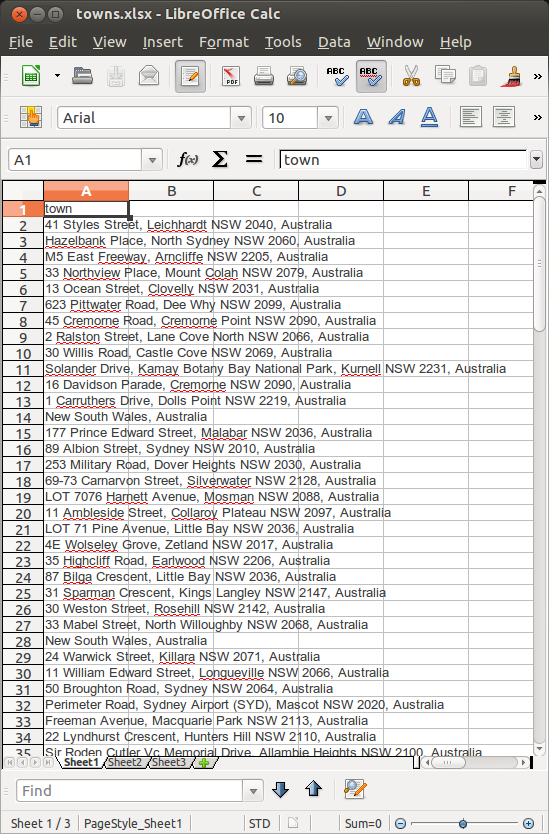 towns.xlsx - LibreOffice Calc
File Edit View Insert Format Tools Data Window Help
PDF ABC ABC
Arial 10 A A A
A1 f(x) Σ = town
A B C D E F
1 town
2 41 Styles Street, Leichhardt NSW 2040, Australia
3 Hazelbank Place, North Sydney NSW 2060, Australia
4 M5 East Freeway, Arncliffe NSW 2205, Australia
5 33 Northview Place, Mount Colah NSW 2079, Australia
6 13 Ocean Street, Clovelly NSW 2031, Australia
7 623 Pittwater Road, Dee Why NSW 2099, Australia
8 45 Cremorne Road, Cremorne Point NSW 2090, Australia
9 2 Ralston Street, Lane Cove North NSW 2066, Australia
10 30 Willis Road, Castle Cove NSW 2069, Australia
11 Solander Drive, Kamay Botany Bay National Park, Kurnell NSW 2231, Australia
12 16 Davidson Parade, Cremorne NSW 2090, Australia
13 1 Carruthers Drive, Dolls Point NSW 2219, Australia
14 New South Wales, Australia
15 177 Prince Edward Street, Malabar NSW 2036, Australia
16 89 Albion Street, Sydney NSW 2010, Australia
17 253 Military Road, Dover Heights NSW 2030, Australia
18 69-73 Carnarvon Street, Silverwater NSW 2128, Australia
19 LOT 7076 Harnett Avenue, Mosman NSW 2088, Australia
20 11 Ambleside Street, Collaroy Plateau NSW 2097, Australia
21 LOT 71 Pine Avenue, Little Bay NSW 2036, Australia
22 4E Wolseley Grove, Zetland NSW 2017, Australia
23 35 Highcliff Road, Earlwood NSW 2206, Australia
24 87 Bilga Crescent, Little Bay NSW 2036, Australia
25 31 Sparman Crescent, Kings Langley NSW 2147, Australia
26 30 Weston Street, Rosehill NSW 2142, Australia
27 33 Mabel Street, North Willoughby NSW 2068, Australia
28 New South Wales, Australia
29 24 Warwick Street, Killara NSW 2071, Australia
30 11 William Edward Street, Longueville NSW 2066, Australia
31 50 Broughton Road, Sydney NSW 2064, Australia
32 Perimeter Road, Sydney Airport (SYD), Mascot NSW 2020, Australia
33 Freeman Avenue, Macquarie Park NSW 2113, Australia
34 22 Lyndhurst Crescent, Hunters Hill NSW 2110, Australia
35 Sir Roden Cutler Vc Memorial Drive, Allambie Heights NSW 2100, Australia
Sheet1 Sheet2 Sheet3
Find
Sheet 1 / 3 PageStyle_Sheet1 STD Sum=0